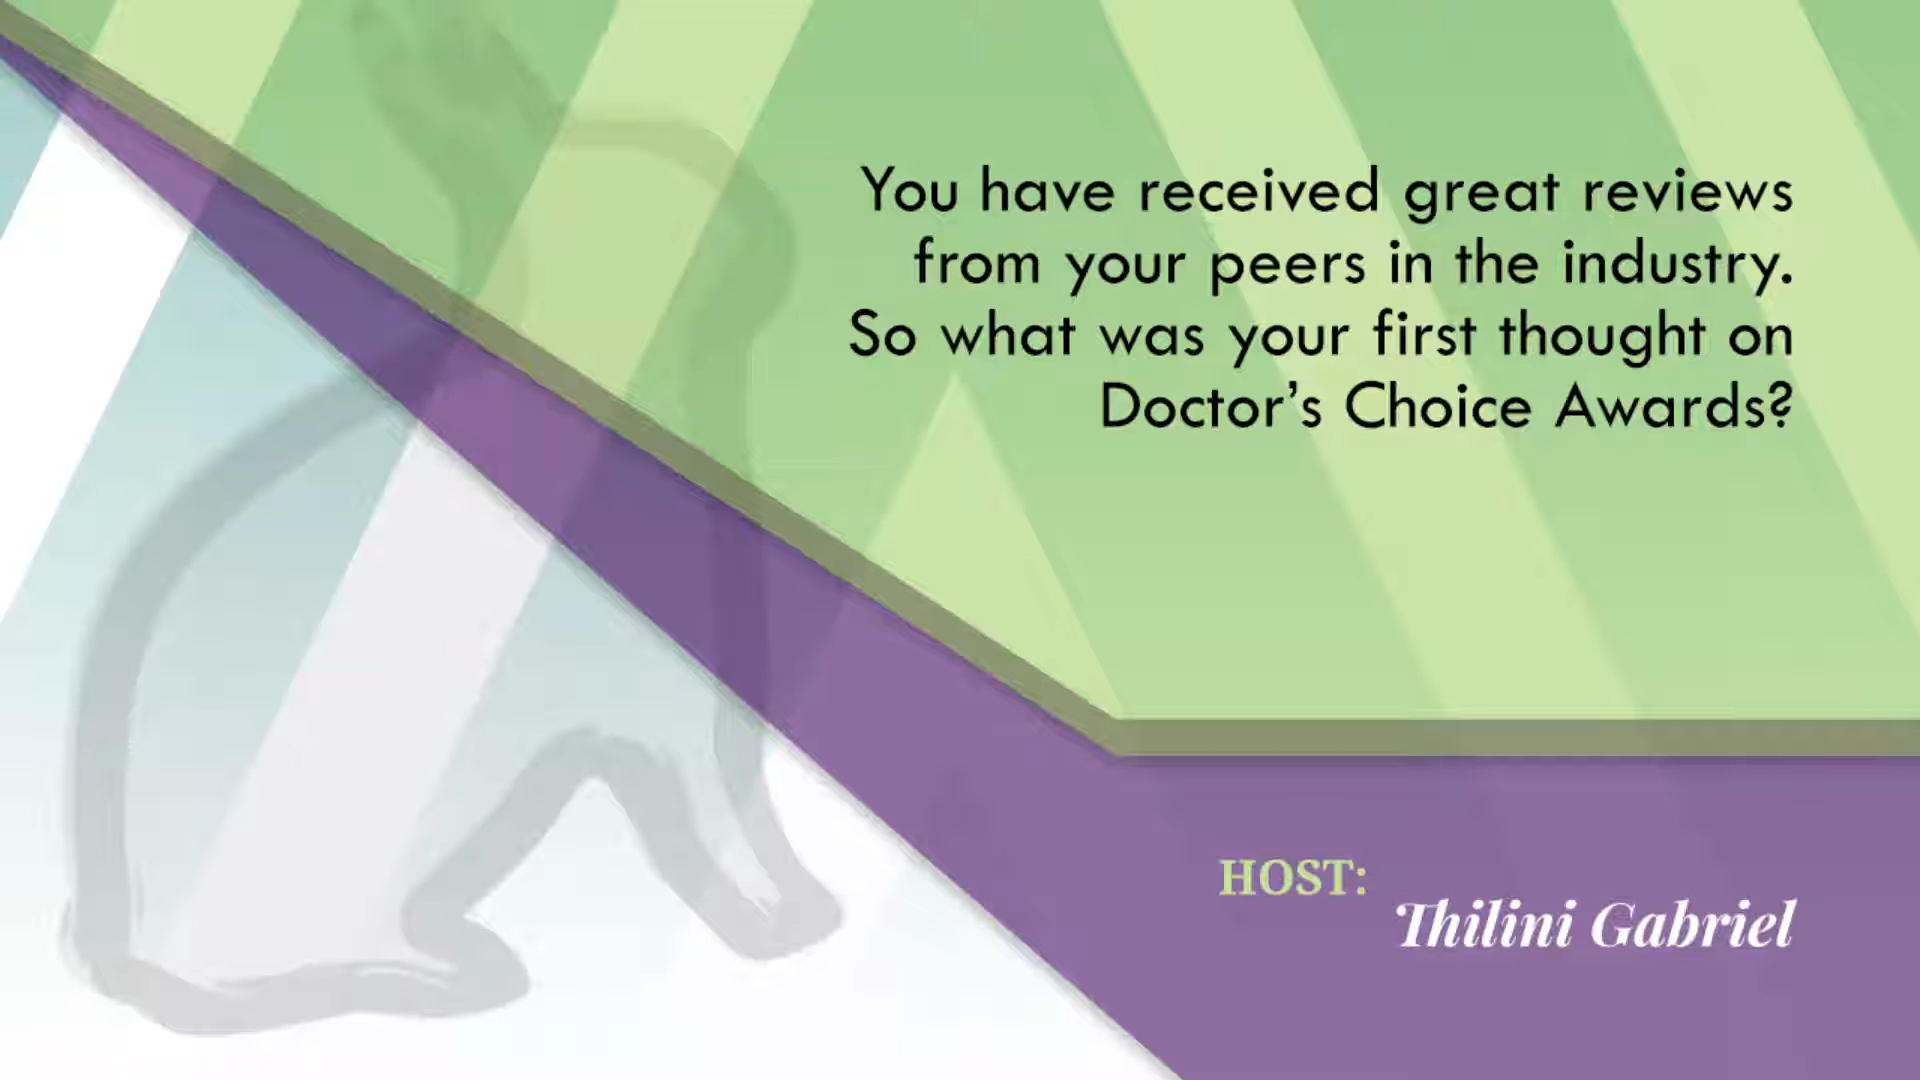 You have received great reviews
from your peers in the industry.
So what was your first thought on
Doctor’s Choice Awards?
HOST:
Thilini Gabriel